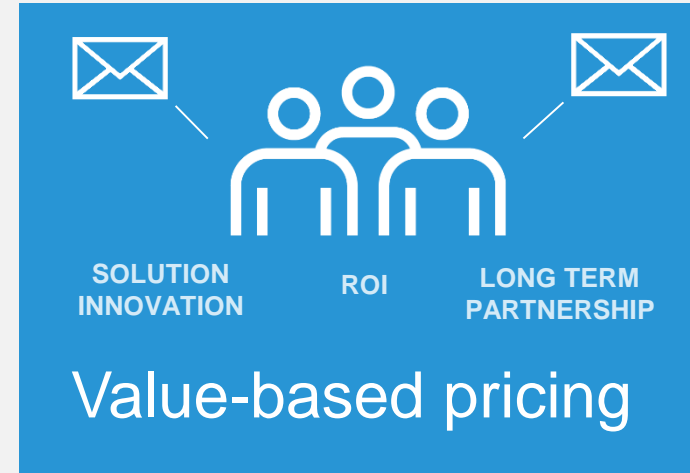 SOLUTION
INNOVATION
ROI
LONG TERM
PARTNERSHIP
Value-based pricing